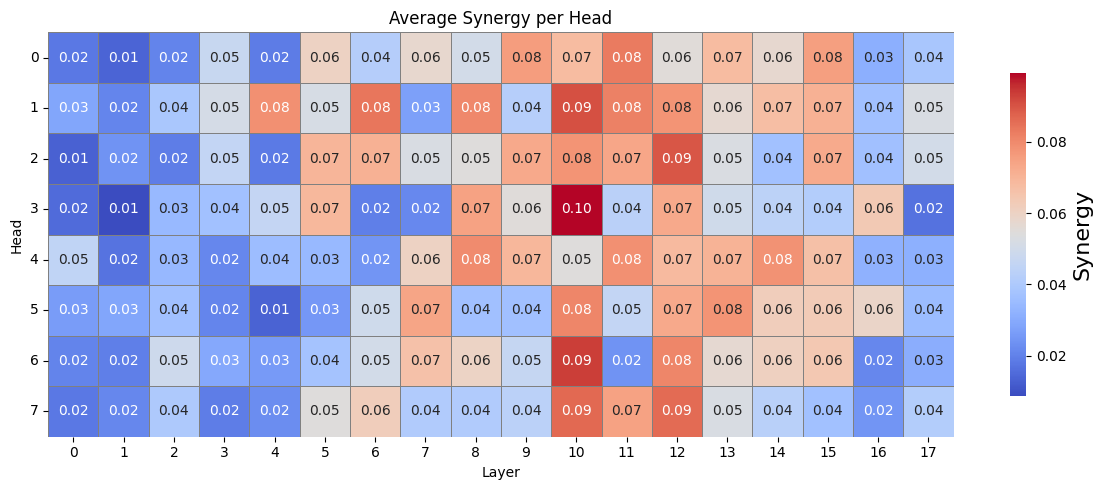 Average Synergy per Head
0 0.02 0.01 0.02 0.05 0.02 0.06 0.04 0.06 0.05 0.08 0.07 0.08 0.06 0.07 0.06 0.08 0.03 0.04
1 0.03 0.02 0.04 0.05 0.08 0.05 0.08 0.03 0.08 0.04 0.09 0.08 0.08 0.06 0.07 0.07 0.04 0.05
2 0.01 0.02 0.02 0.05 0.02 0.07 0.07 0.05 0.05 0.07 0.08 0.07 0.09 0.05 0.04 0.07 0.04 0.05
3 0.02 0.01 0.03 0.04 0.05 0.07 0.02 0.02 0.07 0.06 0.10 0.04 0.07 0.05 0.04 0.04 0.06 0.02
4 0.05 0.02 0.03 0.02 0.04 0.03 0.02 0.06 0.08 0.07 0.05 0.08 0.07 0.07 0.08 0.07 0.03 0.03
5 0.03 0.03 0.04 0.02 0.01 0.03 0.05 0.07 0.04 0.04 0.08 0.05 0.07 0.08 0.06 0.06 0.06 0.04
6 0.02 0.02 0.05 0.03 0.03 0.04 0.05 0.07 0.06 0.05 0.09 0.02 0.08 0.06 0.06 0.06 0.02 0.03
7 0.02 0.02 0.04 0.02 0.02 0.05 0.06 0.04 0.04 0.04 0.09 0.07 0.09 0.05 0.04 0.04 0.02 0.04
0 1 2 3 4 5 6 7 8 9 10 11 12 13 14 15 16 17
Layer
Head
0.08
0.06
0.04
0.02
Synergy